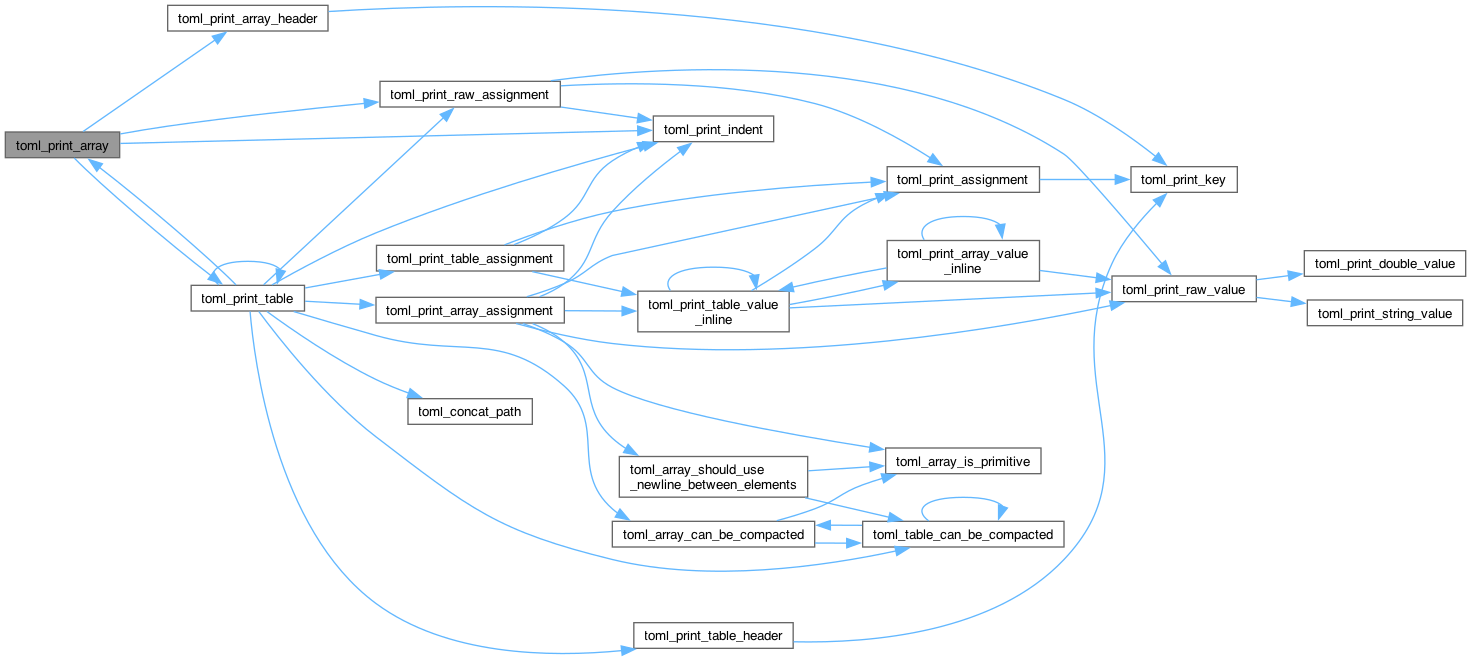 toml_print_array_header
toml_print_raw_assignment
toml_print_indent
toml_print_array
toml_print_assignment
toml_print_key
toml_print_table_assignment
toml_print_array_value
_inline
toml_print_double_value
toml_print_table
toml_print_raw_value
toml_print_array_assignment
toml_print_table_value
_inline
toml_print_string_value
toml_concat_path
toml_array_is_primitive
toml_array_should_use
_newline_between_elements
toml_array_can_be_compacted
toml_table_can_be_compacted
toml_print_table_header